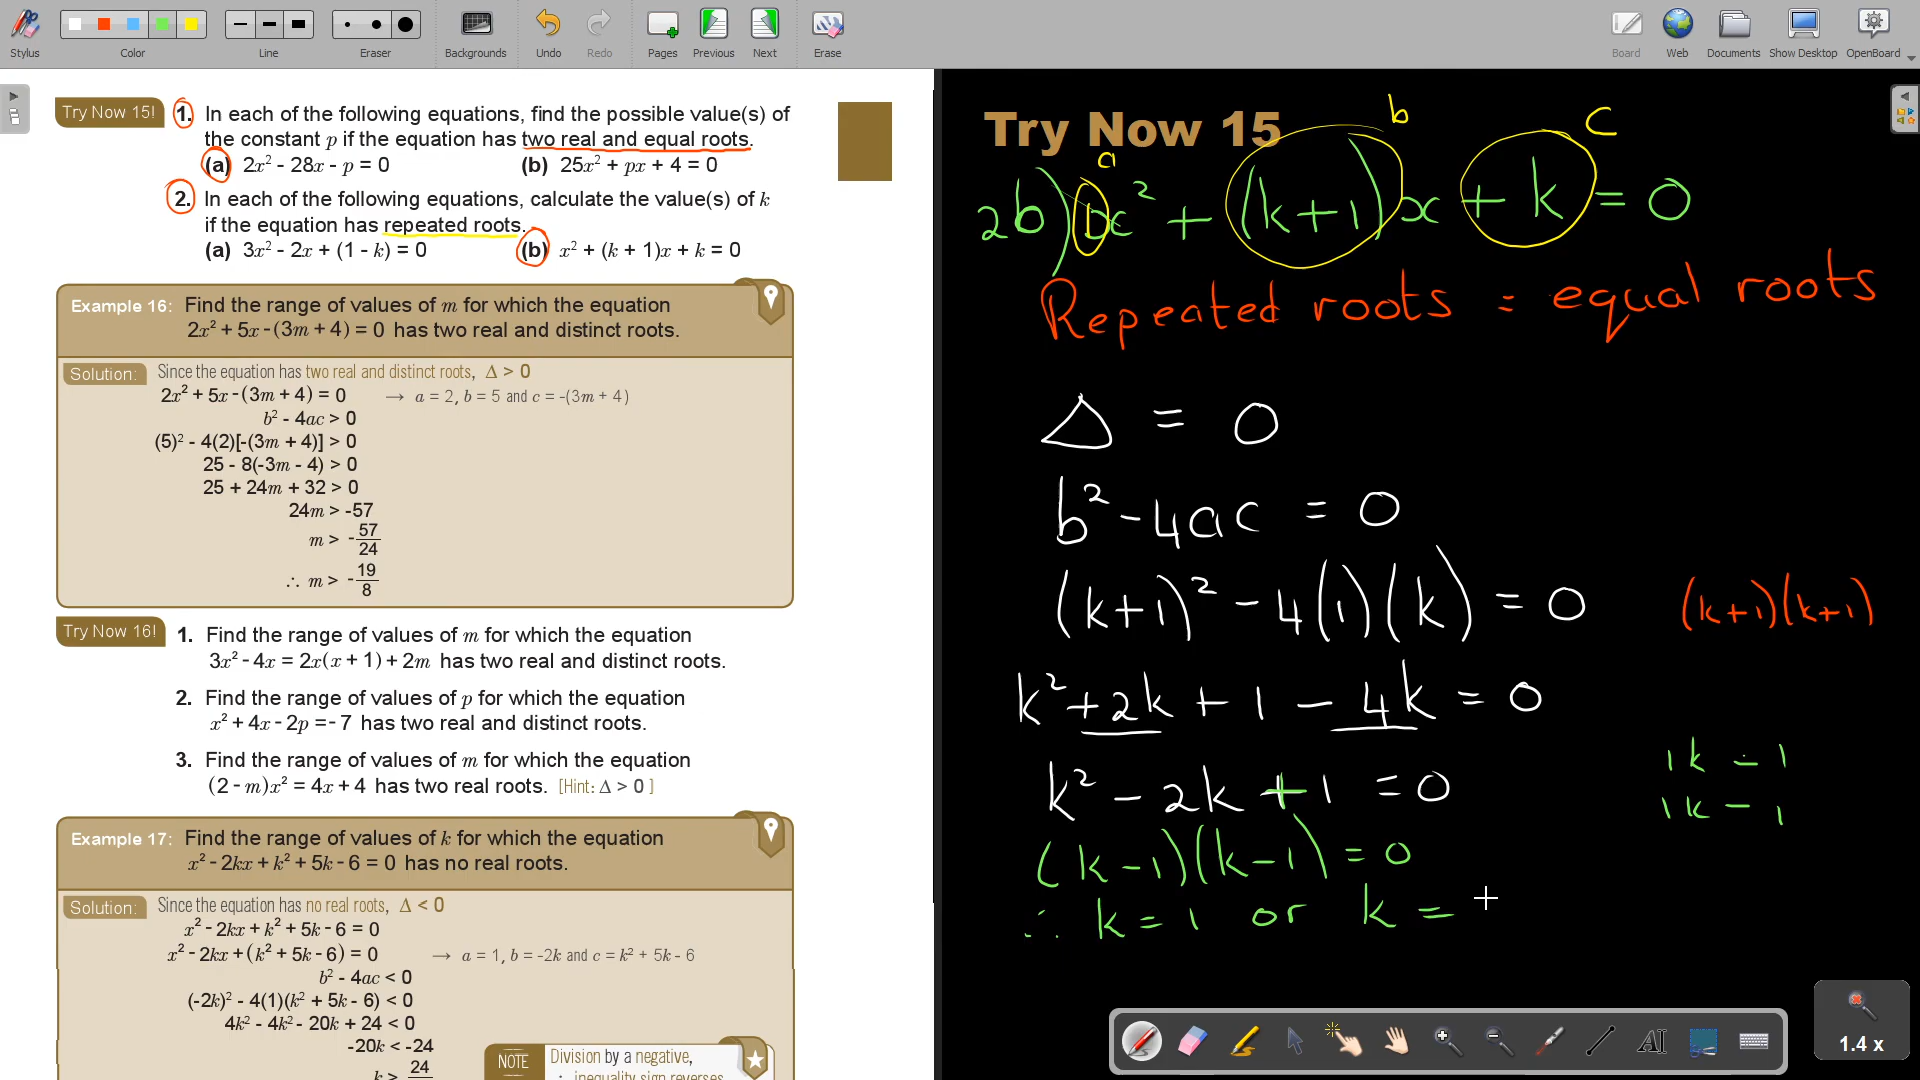 Stylus Color Line Eraser Backgrounds Undo Redo Pages Previous Next Erase Board Web Documents Show Desktop OpenBoard
Try Now 15!
1. In each of the following equations, find the possible value(s) of
the constant p if the equation has two real and equal roots.
(a) 2x² - 28x - p = 0 (b) 25x² + px + 4 = 0
2. In each of the following equations, calculate the value(s) of k
if the equation has repeated roots.
(a) 3x² - 2x + (1 - k) = 0 (b) x² + (k + 1)x + k = 0
Example 16: Find the range of values of m for which the equation
2x² + 5x - (3m + 4) = 0 has two real and distinct roots.
Solution: Since the equation has two real and distinct roots, Δ > 0
2x² + 5x - (3m + 4) = 0 → a = 2, b = 5 and c = -(3m + 4)
b² - 4ac > 0
(5)² - 4(2)[-(3m + 4)] > 0
25 - 8(-3m - 4) > 0
25 + 24m + 32 > 0
24m > -57
m > -57/24
∴ m > -19/8
Try Now 16!
1. Find the range of values of m for which the equation
3x² - 4x = 2x(x + 1) + 2m has two real and distinct roots.
2. Find the range of values of p for which the equation
x² + 4x - 2p = -7 has two real and distinct roots.
3. Find the range of values of m for which the equation
(2 - m)x² = 4x + 4 has two real roots. [Hint: Δ > 0 ]
Example 17: Find the range of values of k for which the equation
x² - 2kx + k² + 5k - 6 = 0 has no real roots.
Solution: Since the equation has no real roots, Δ < 0
x² - 2kx + k² + 5k - 6 = 0
x² - 2kx + (k² + 5k - 6) = 0 → a = 1, b = -2k and c = k² + 5k - 6
b² - 4ac < 0
(-2k)² - 4(1)(k² + 5k - 6) < 0
4k² - 4k² - 20k + 24 < 0
-20k < -24
k > 24
NOTE Division by a negative,
∴ inequality sign reverses
Try Now 15
a b c
2b) x² + (k+1)x + k = 0
Repeated roots = equal roots
Δ = 0
b² - 4ac = 0
(k+1)² - 4(1)(k) = 0 (k+1)(k+1)
k² + 2k + 1 - 4k = 0
k² - 2k + 1 = 0
1k - 1
1k - 1
(k-1)(k-1) = 0
∴ k = 1 or k =
1.4 x